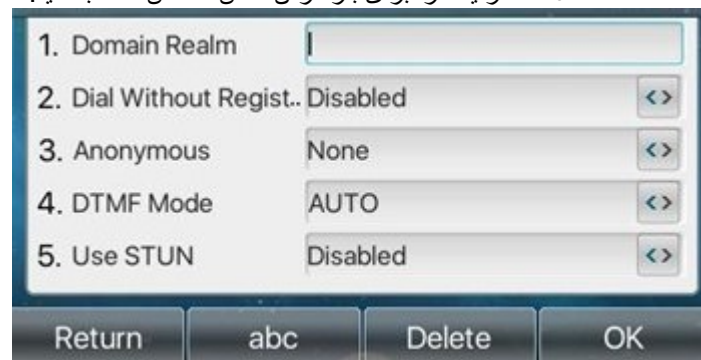 1. Domain Realm
2. Dial Without Regist.. Disabled
3. Anonymous None
4. DTMF Mode AUTO
5. Use STUN Disabled
Return abc Delete OK